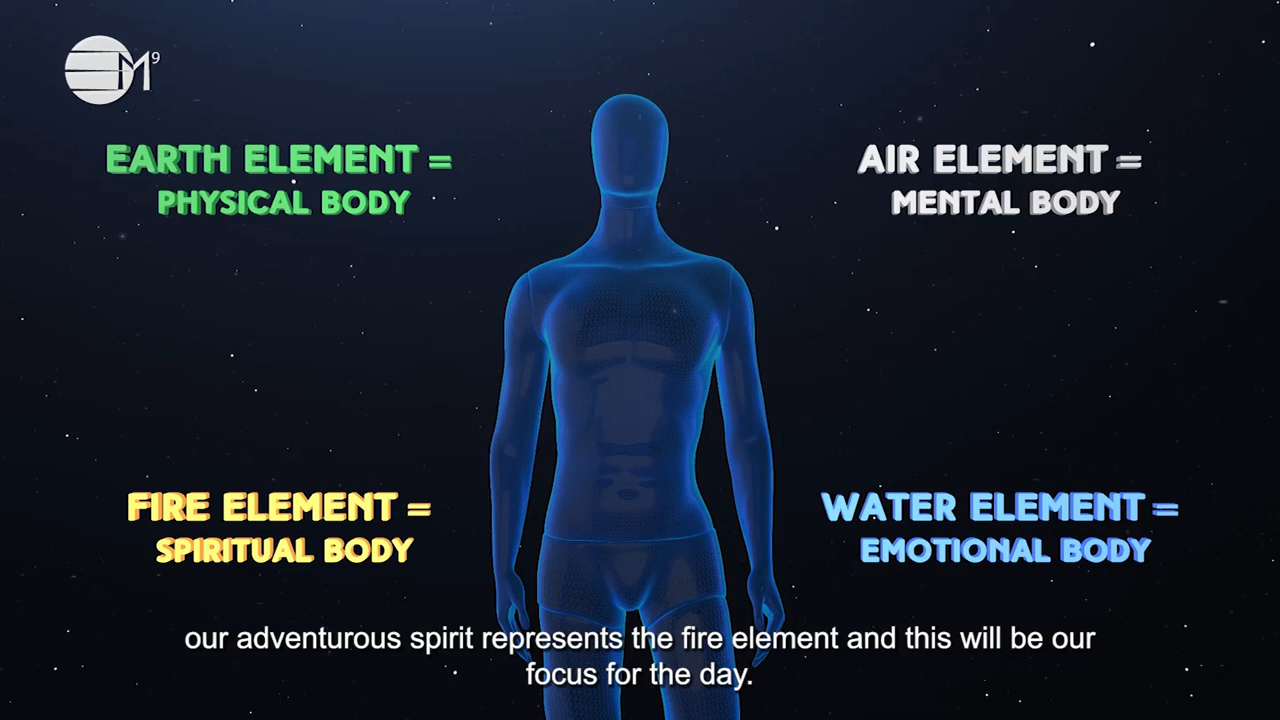 EM⁹
EARTH ELEMENT =
PHYSICAL BODY
AIR ELEMENT =
MENTAL BODY
FIRE ELEMENT =
SPIRITUAL BODY
WATER ELEMENT =
EMOTIONAL BODY
our adventurous spirit represents the fire element and this will be our
focus for the day.